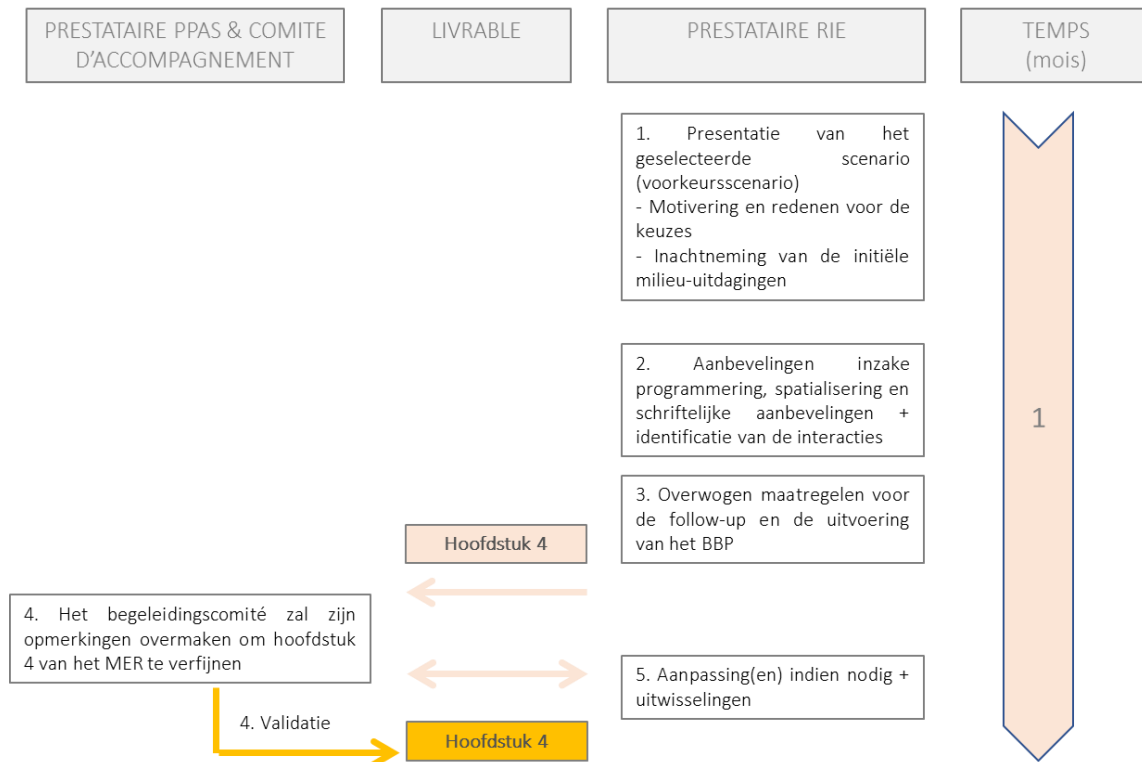 PRESTATAIRE PPAS & COMITE
D'ACCOMPAGNEMENT
LIVRABLE
PRESTATAIRE RIE
TEMPS
(mois)
1. Presentatie van het
geselecteerde scenario
(voorkeursscenario)
- Motivering en redenen voor de
keuzes
- Inachtneming van de initiële
milieu-uitdagingen
2. Aanbevelingen inzake
programmering, spatialisering en
schriftelijke aanbevelingen +
identificatie van de interacties
1
3. Overwogen maatregelen voor
de follow-up en de uitvoering
van het BBP
Hoofdstuk 4
4. Het begeleidingscomité zal zijn
opmerkingen overmaken om hoofdstuk
4 van het MER te verfijnen
5. Aanpassing(en) indien nodig +
uitwisselingen
4. Validatie
Hoofdstuk 4